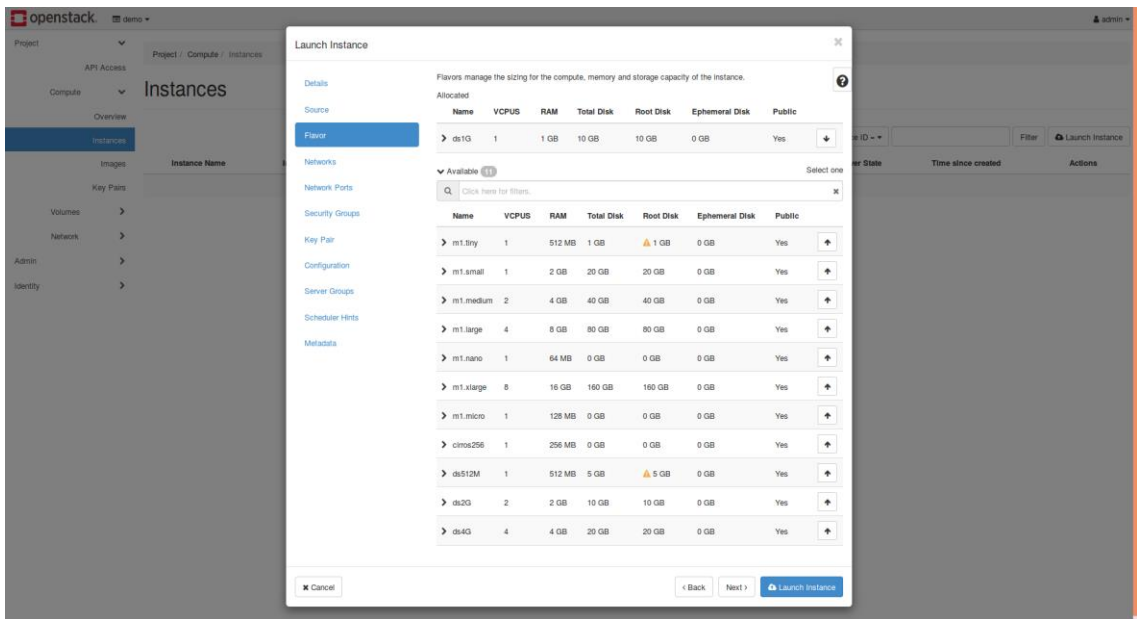 openstack. demo admin
Project
API Access
Compute
Overview
Instances
Images
Key Pairs
Volumes
Network
Admin
Identity
Project / Compute / Instances
Instances
Instance Name
Launch Instance
Details
Source
Flavor
Networks
Network Ports
Security Groups
Key Pair
Configuration
Server Groups
Scheduler Hints
Metadata
Flavors manage the sizing for the compute, memory and storage capacity of the instance.
Allocated
Name VCPUS RAM Total Disk Root Disk Ephemeral Disk Public
ds1G 1 1 GB 10 GB 10 GB 0 GB Yes
Available 11 Select one
Click here for filters.
Name VCPUS RAM Total Disk Root Disk Ephemeral Disk Public
m1.tiny 1 512 MB 1 GB 1 GB 0 GB Yes
m1.small 1 2 GB 20 GB 20 GB 0 GB Yes
m1.medium 2 4 GB 40 GB 40 GB 0 GB Yes
m1.large 4 8 GB 80 GB 80 GB 0 GB Yes
m1.nano 1 64 MB 0 GB 0 GB 0 GB Yes
m1.xlarge 8 16 GB 160 GB 160 GB 0 GB Yes
m1.micro 1 128 MB 0 GB 0 GB 0 GB Yes
cirros256 1 256 MB 0 GB 0 GB 0 GB Yes
ds512M 1 512 MB 5 GB 5 GB 0 GB Yes
ds2G 2 2 GB 10 GB 10 GB 0 GB Yes
ds4G 4 4 GB 20 GB 20 GB 0 GB Yes
Cancel < Back Next > Launch Instance
ID = Filter Launch Instance
State Time since created Actions